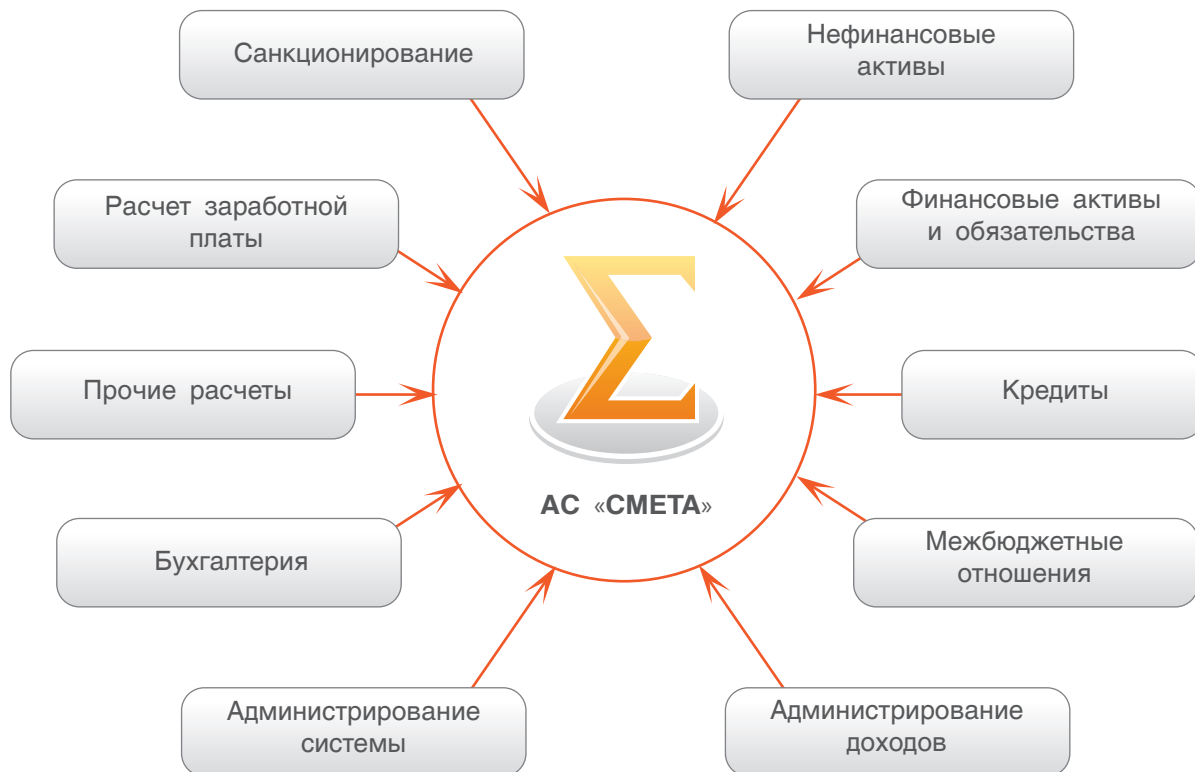 Санкционирование
Нефинансовые
активы
Расчет заработной
платы
Финансовые активы
и обязательства
Прочие расчеты
Кредиты
АС «СМЕТА»
Бухгалтерия
Межбюджетные
отношения
Администрирование
системы
Администрирование
доходов